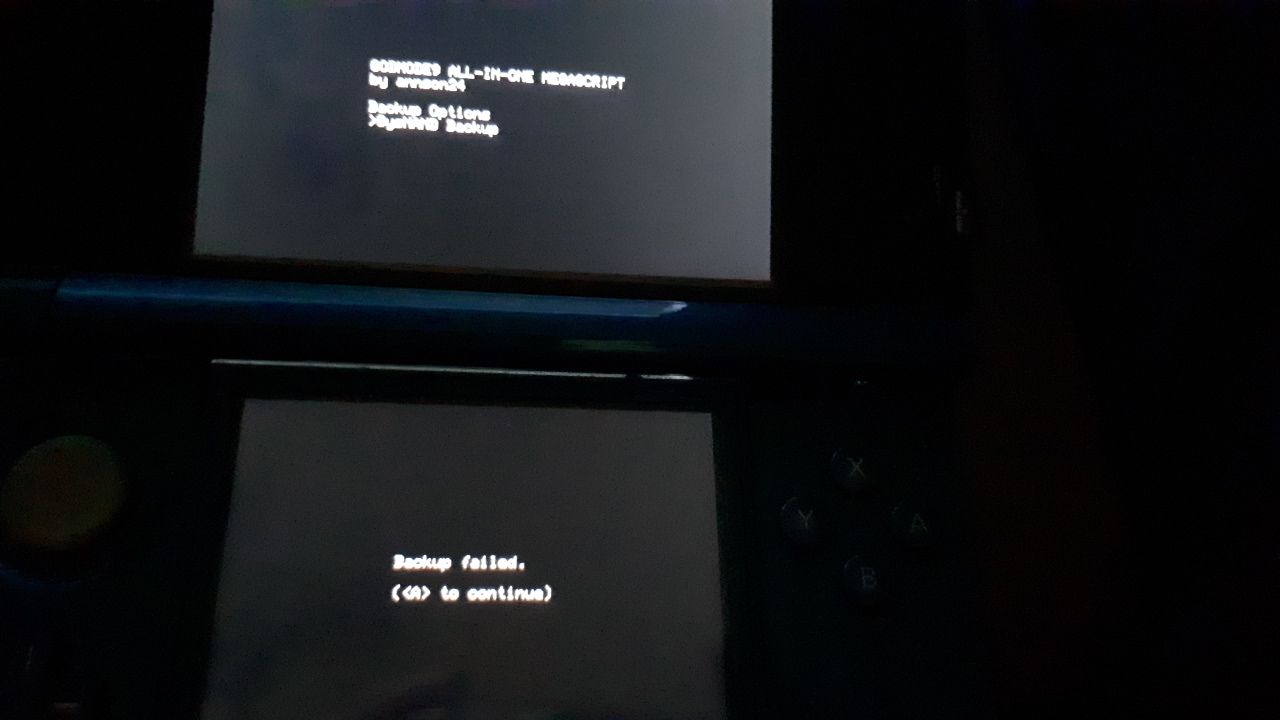 GODMODE9 ALL-IN-ONE MEGASCRIPT
by annson24
Backup Options
>SysNAND Backup
X
Y
A
B
Backup failed.
(<A> to continue)